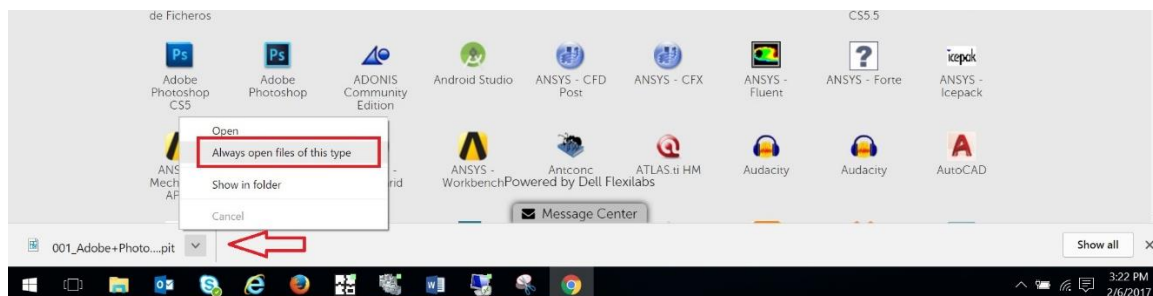 de Ficheros
CS5.5
Ps
Ps
icepak
Adobe
Photoshop
CS5
Adobe
Photoshop
ADONIS
Community
Edition
Android Studio
ANSYS - CFD
Post
ANSYS - CFX
ANSYS -
Fluent
ANSYS - Forte
ANSYS -
Icepack
Open
Always open files of this type
Show in folder
Cancel
ANSYS -
Workbench
Antconc
ATLAS.ti HM
Audacity
Audacity
AutoCAD
Powered by Dell Flexilabs
Message Center
001_Adobe+Photo....pit
Show all
3:22 PM
2/6/2017